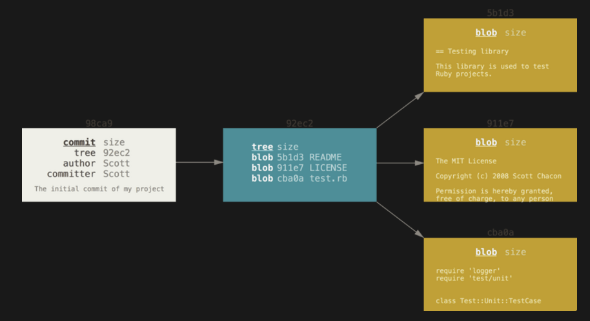 98ca9
commit size
tree 92ec2
author Scott
committer Scott
The initial commit of my project
92ec2
tree size
blob 5b1d3 README
blob 911e7 LICENSE
blob cba0a test.rb
5b1d3
blob size
== Testing library
This library is used to test
Ruby projects.
911e7
blob size
The MIT License
Copyright (c) 2008 Scott Chacon
Permission is hereby granted,
free of charge, to any person
cba0a
blob size
require 'logger'
require 'test/unit'
class Test::Unit::TestCase